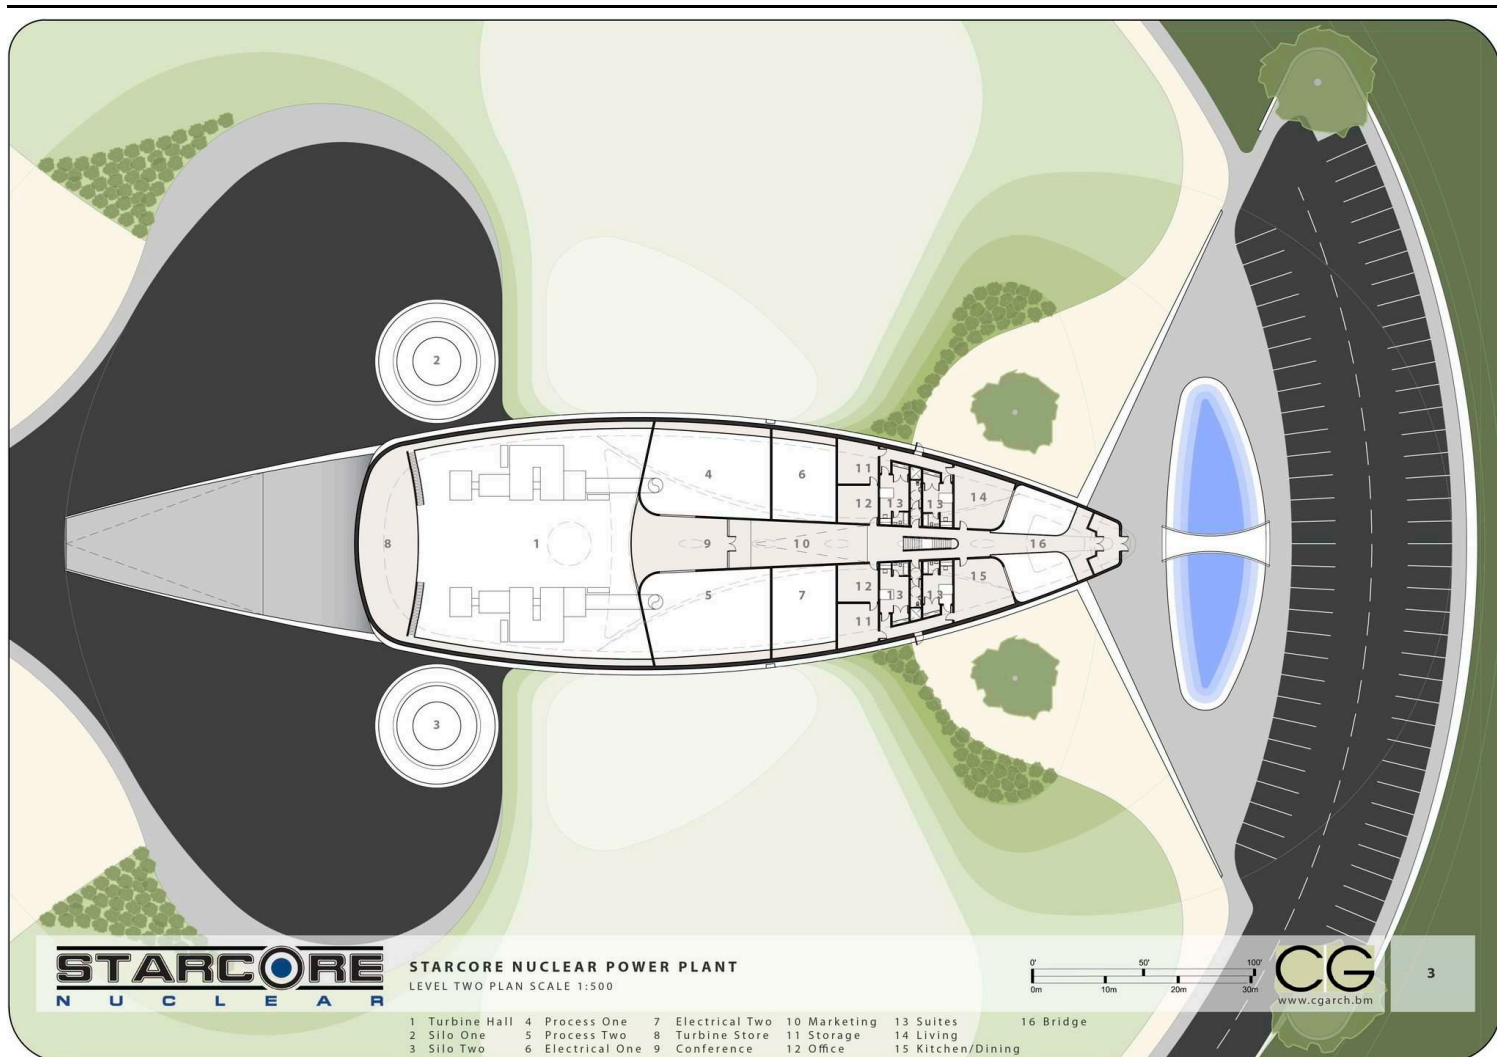 2
4
6
11
12
13
13
14
8
1
9
10
16
5
7
12
11
13
13
15
3
STARCORE
NUCLEAR
STARCORE NUCLEAR POWER PLANT
LEVEL TWO PLAN SCALE 1:500
0' 50' 100'
0m 10m 20m 30m
CG
www.cgarch.bm
3
1 Turbine Hall 4 Process One 7 Electrical Two 10 Marketing 13 Suites 16 Bridge
2 Silo One 5 Process Two 8 Turbine Store 11 Storage 14 Living
3 Silo Two 6 Electrical One 9 Conference 12 Office 15 Kitchen/Dining